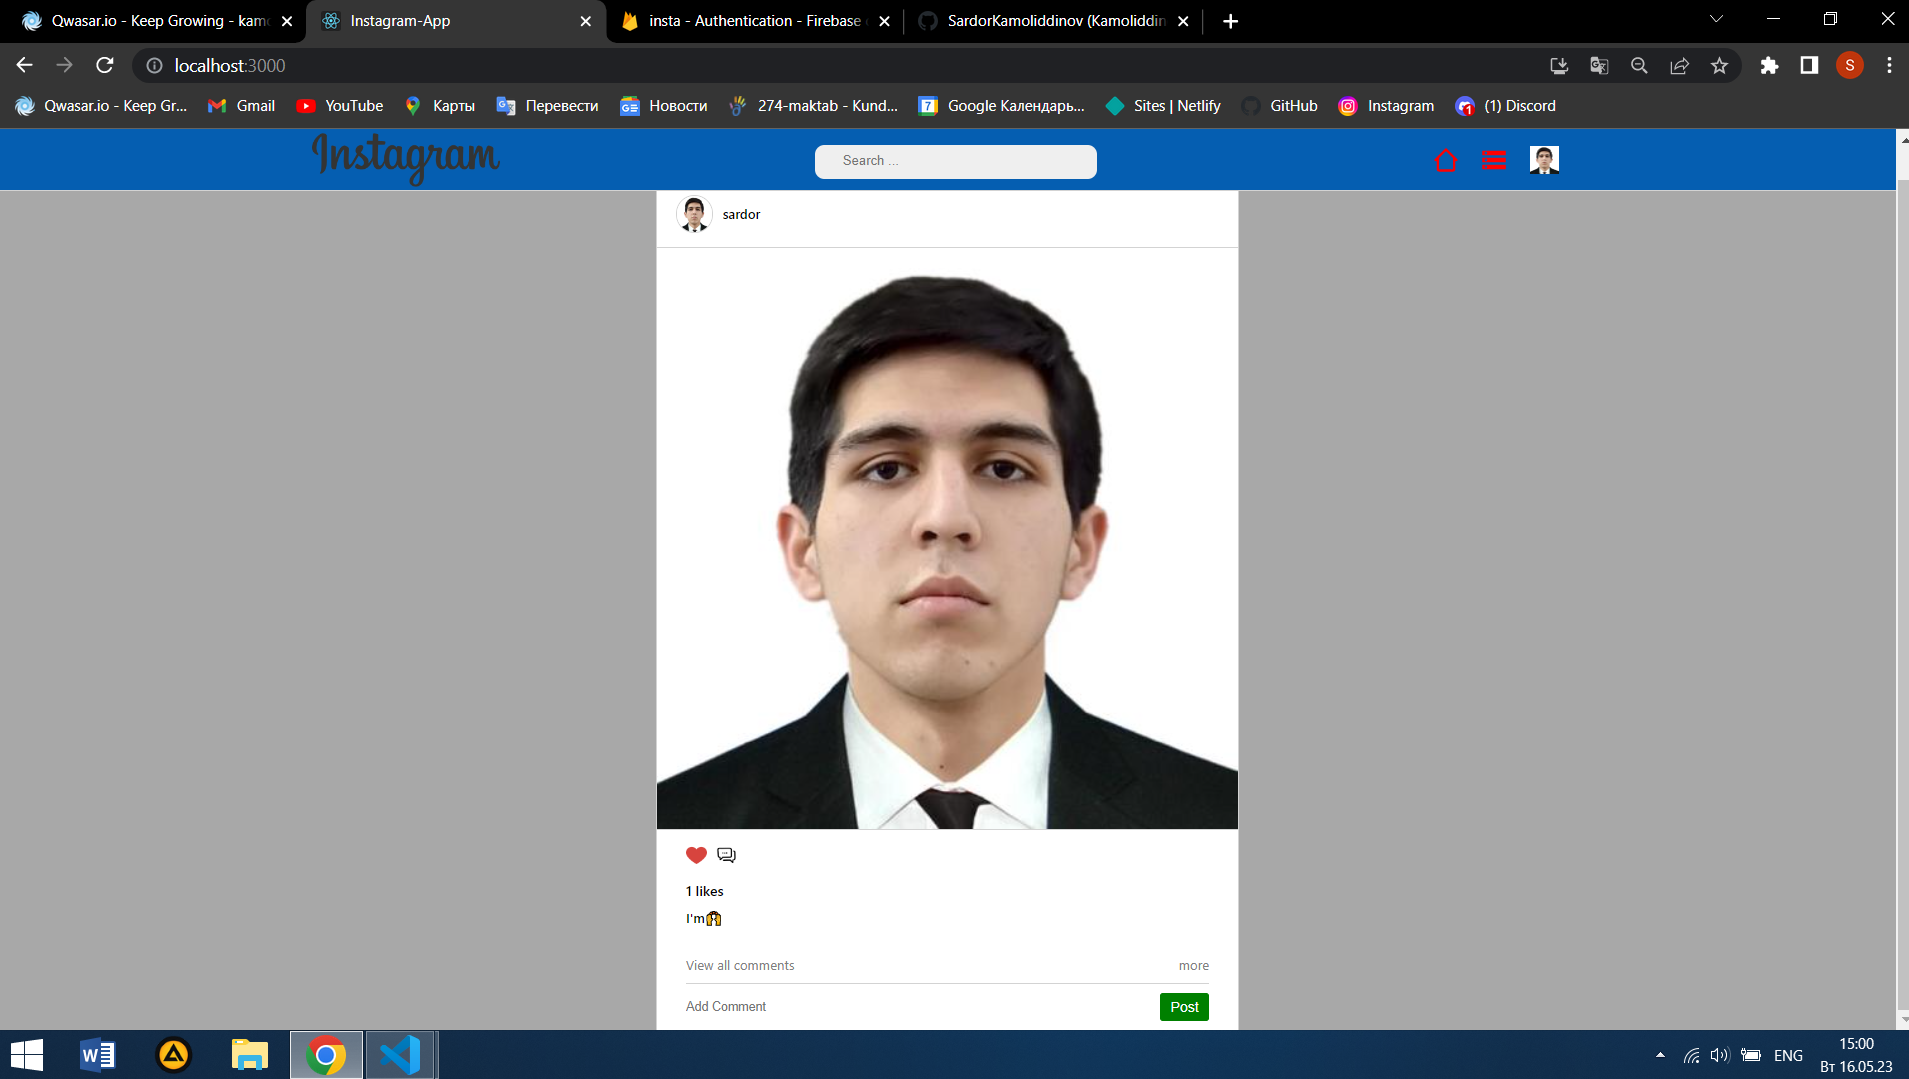 Qwasar.io - Keep Growing - kamo
Instagram-App
insta - Authentication - Firebase
SardorKamoliddinov (Kamoliddin
localhost:3000
S
Qwasar.io - Keep Gr...
Gmail
YouTube
Карты
Перевести
Новости
274-maktab - Kund...
Google Календарь...
Sites | Netlify
GitHub
Instagram
(1) Discord
Instagram
Search ...
sardor
1 likes
I'm🙌
View all comments
more
Add Comment
Post
ENG
15:00
Вт 16.05.23